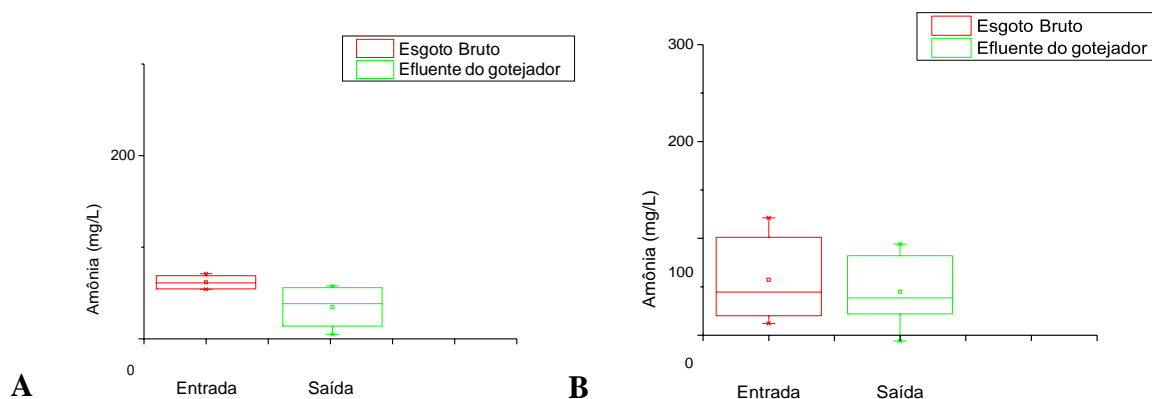 Esgoto Bruto
Efluente do gotejador
200
0
Amônia (mg/L)
Entrada Saída
A
Esgoto Bruto
Efluente do gotejador
300
200
100
0
Amônia (mg/L)
Entrada Saída
B